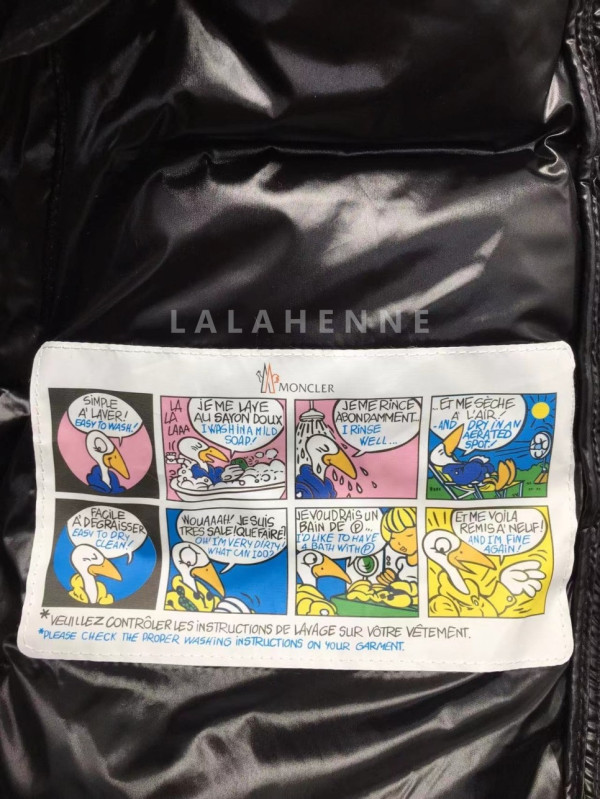 LALAHENNE
MONCLER
SIMPLE
A' LAVER!
EASY TO WASH!
LA
LÀ
LAAA
JE ME LAVE
AU SAVON DOUX
I WASH IN A MILD
SOAP!
JE ME RINCE
ABONDAMMENT...
I RINSE
WELL...
...ET ME SÈCHE
A' L'AIR!
...AND DRY IN AN
AERATED
SPOT!
FACILE
A' DÉGRAISSER
EASY TO DRY
CLEAN!
NOUAAAH! JE SUIS
TRÈS SALE! QUE FAIRE!
OH! I'M VERY DIRTY!
WHAT CAN I DO??
JE VOUDRAIS UN
BAIN DE Ⓟ...
I'D LIKE TO HAVE
A BATH WITH Ⓟ
ET ME VOILA
REMIS A' NEUF!
AND I'M FINE
AGAIN!
*VEUILLEZ CONTRÔLER LES INSTRUCTIONS DE LAVAGE SUR VÔTRE VÊTEMENT.
*PLEASE CHECK THE PROPER WASHING INSTRUCTIONS ON YOUR GARMENT.